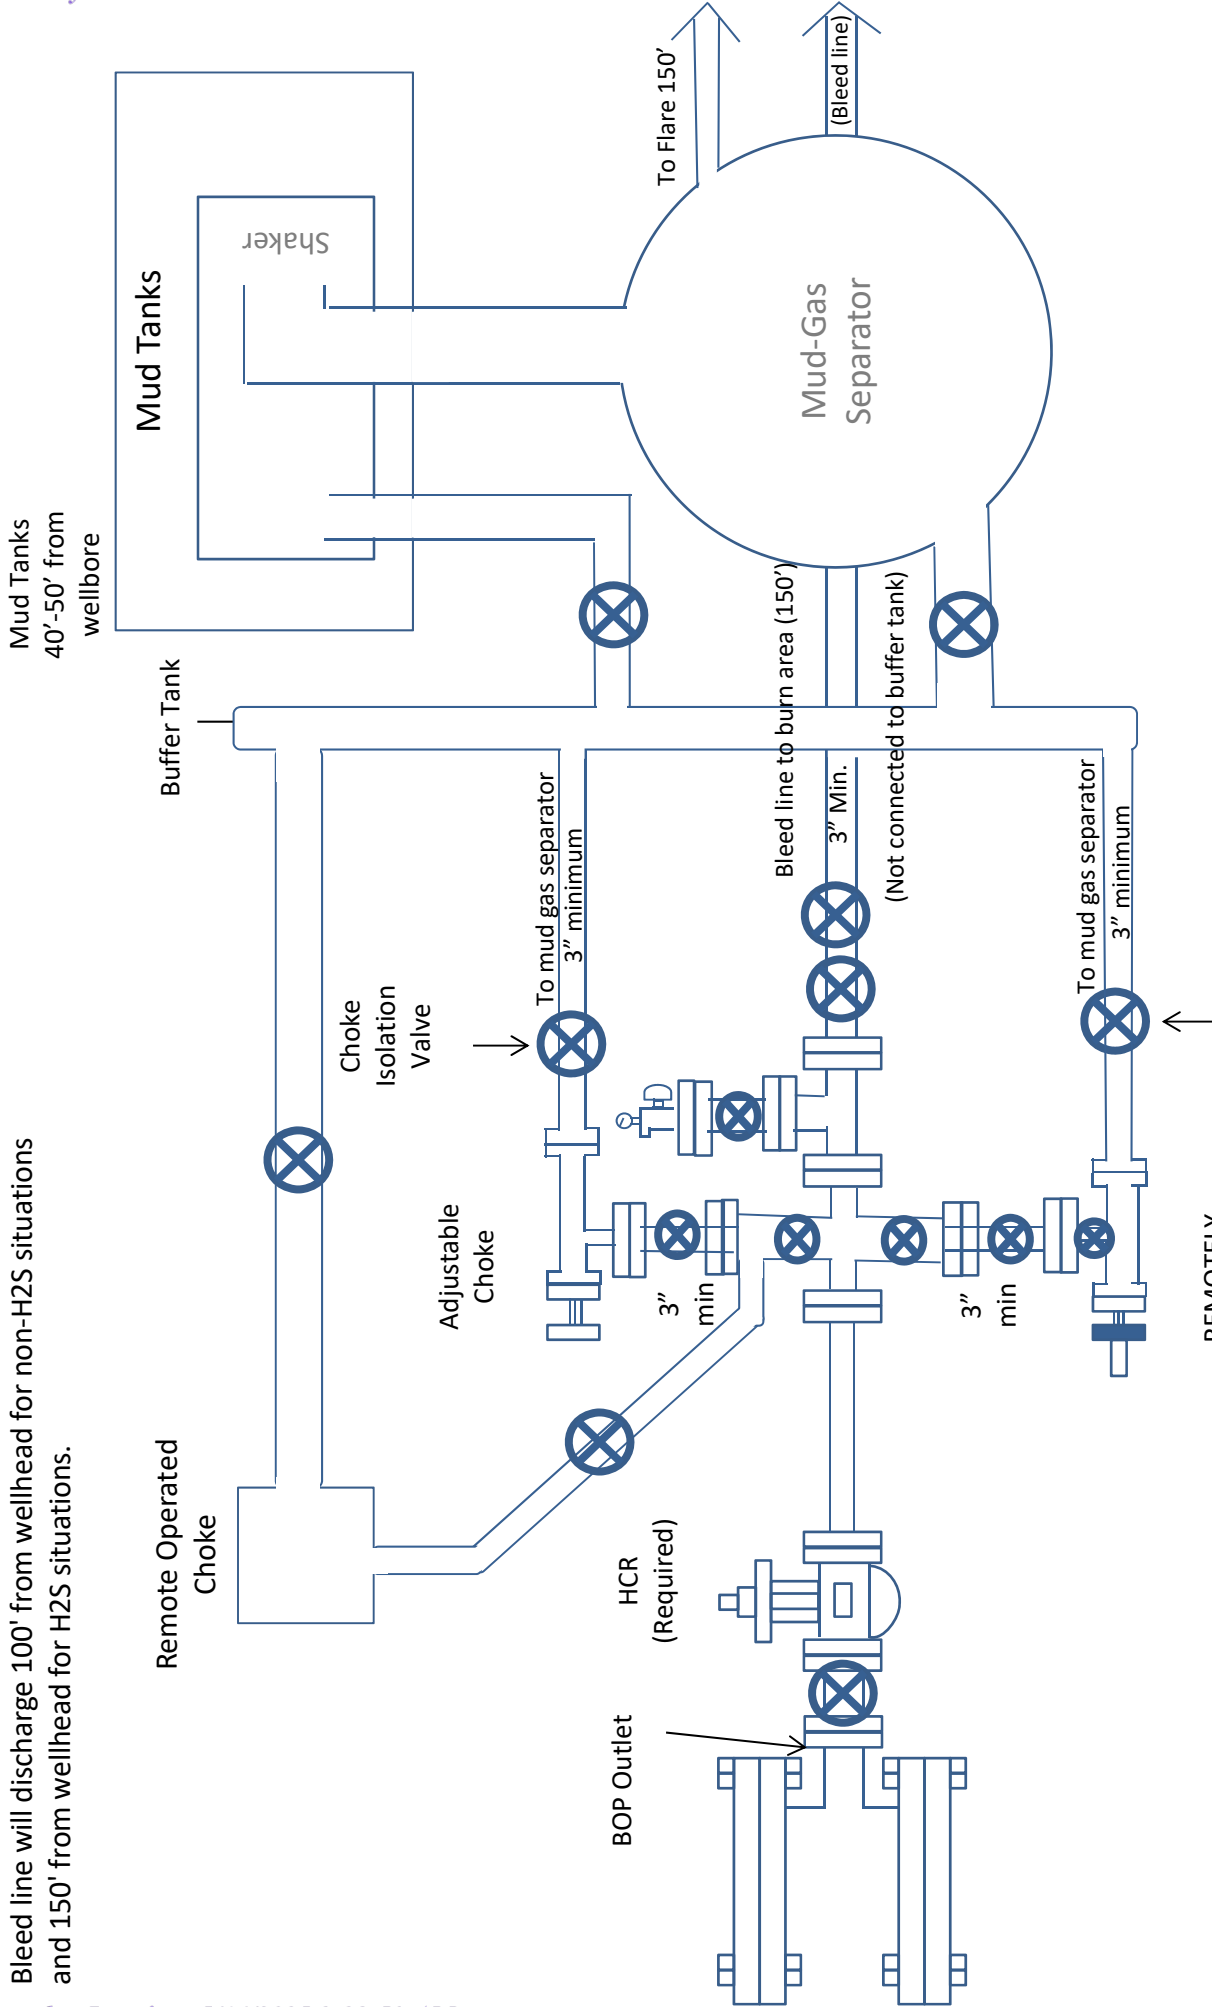 Bleed line will discharge 100' from wellhead for non-H2S situations
and 150' from wellhead for H2S situations.
Mud Tanks
40’-50’ from
wellbore
Mud Tanks
Shaker
Buffer Tank
Remote Operated
Choke
Choke
Isolation
Valve
Adjustable
Choke
To mud gas separator
3” minimum
To Flare 150’
(Bleed line)
Mud-Gas
Separator
Bleed line to burn area (150’)
3” Min.
(Not connected to buffer tank)
HCR
(Required)
BOP Outlet
3”
min
3”
min
To mud gas separator
3” minimum
REMOTELY